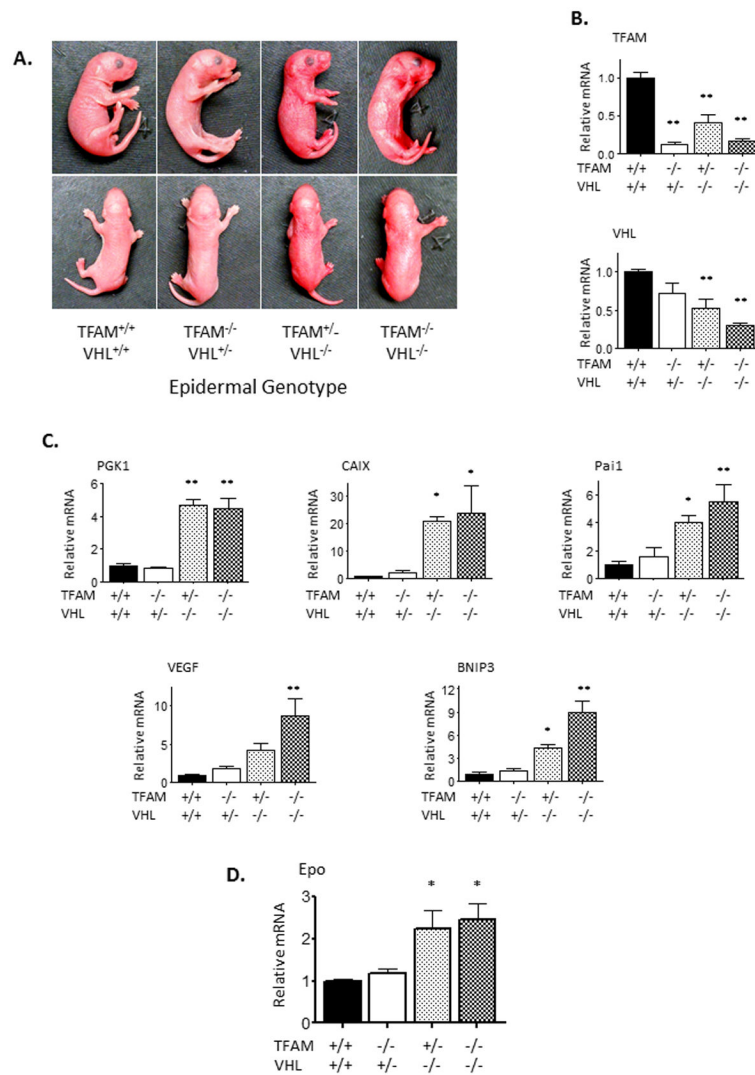 A.
TFAM+/+ TFAM-/- TFAM+/- TFAM-/-
VHL+/+ VHL+/- VHL-/- VHL-/-
Epidermal Genotype
B.
TFAM
Relative mRNA
1.0
0.5
0.0
** ** **
TFAM +/+ -/- +/- -/-
VHL +/+ +/- -/- -/-
VHL
Relative mRNA
1.0
0.5
0.0
** **
TFAM +/+ -/- +/- -/-
VHL +/+ +/- -/- -/-
C.
PGK1
Relative mRNA
6
4
2
0
** **
TFAM +/+ -/- +/- -/-
VHL +/+ +/- -/- -/-
CAIX
Relative mRNA
30
20
10
0
* *
TFAM +/+ -/- +/- -/-
VHL +/+ +/- -/- -/-
Pai1
Relative mRNA
6
4
2
0
* **
TFAM +/+ -/- +/- -/-
VHL +/+ +/- -/- -/-
VEGF
Relative mRNA
10
5
0
**
TFAM +/+ -/- +/- -/-
VHL +/+ +/- -/- -/-
BNIP3
Relative mRNA
12
9
6
3
0
* **
TFAM +/+ -/- +/- -/-
VHL +/+ +/- -/- -/-
D.
Epo
Relative mRNA
3
2
1
0
* *
TFAM +/+ -/- +/- -/-
VHL +/+ +/- -/- -/-